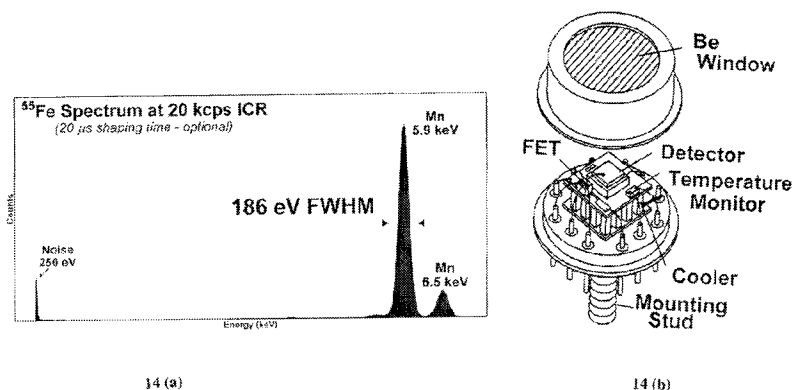 55Fe Spectrum at 20 kcps ICR
(20 µs shaping time - optional)
Mn
5.9 keV
186 eV FWHM
Noise
250 eV
Mn
6.5 keV
Counts
Energy (keV)
14 (a)
Be
Window
FET
Detector
Temperature
Monitor
Cooler
Mounting
Stud
14 (b)